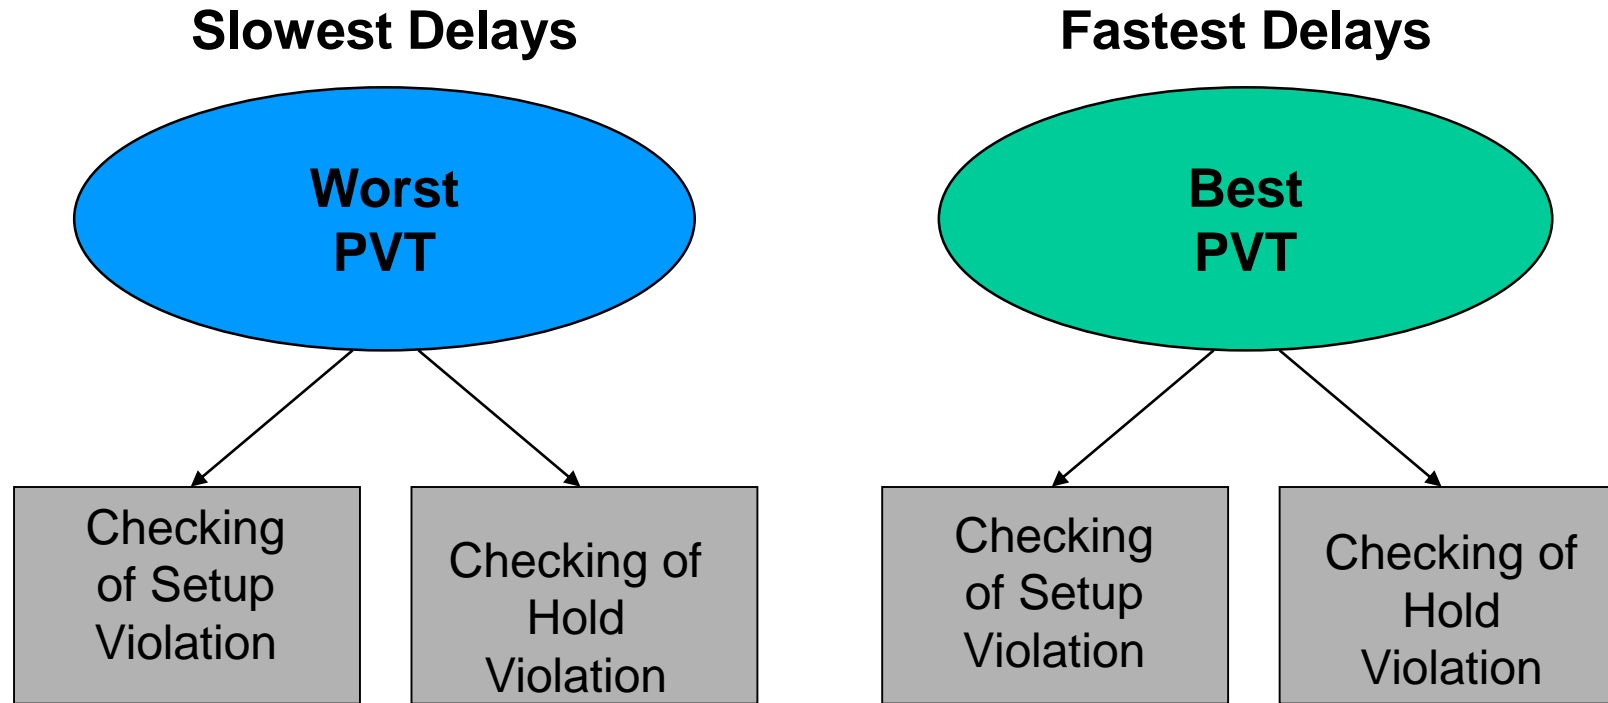 Slowest Delays
Fastest Delays
Worst
PVT
Best
PVT
Checking
of Setup
Violation
Checking of
Hold
Violation
Checking
of Setup
Violation
Checking of
Hold
Violation